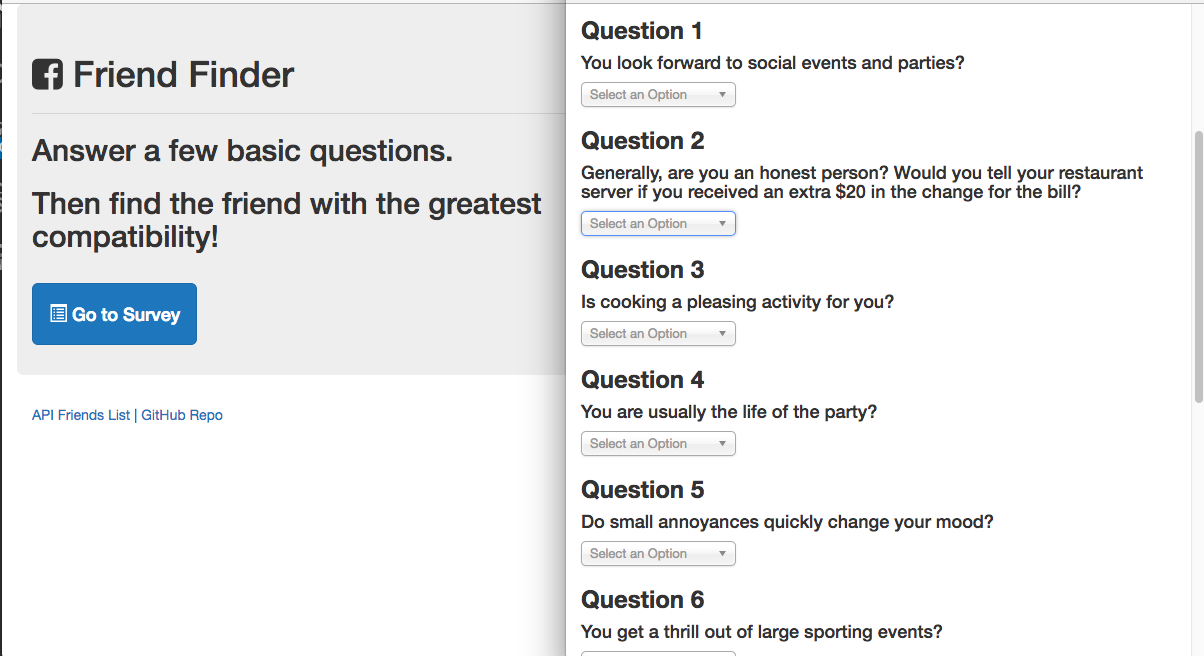 Friend Finder
Answer a few basic questions.
Then find the friend with the greatest
compatibility!
Go to Survey
API Friends List | GitHub Repo
Question 1
You look forward to social events and parties?
Select an Option
Question 2
Generally, are you an honest person? Would you tell your restaurant
server if you received an extra $20 in the change for the bill?
Select an Option
Question 3
Is cooking a pleasing activity for you?
Select an Option
Question 4
You are usually the life of the party?
Select an Option
Question 5
Do small annoyances quickly change your mood?
Select an Option
Question 6
You get a thrill out of large sporting events?